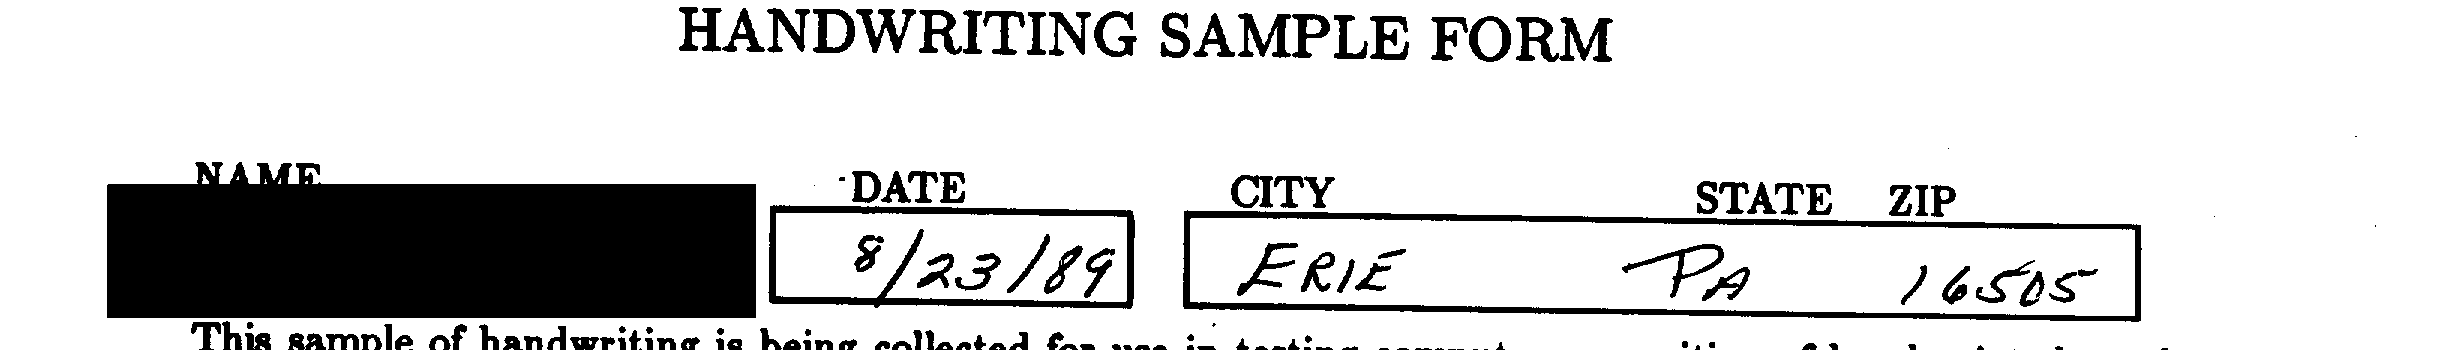 HANDWRITING SAMPLE FORM
NAME DATE CITY STATE ZIP
8/23/89 ERIE PA 16505
This sample of handwriting is being collected for use in testing